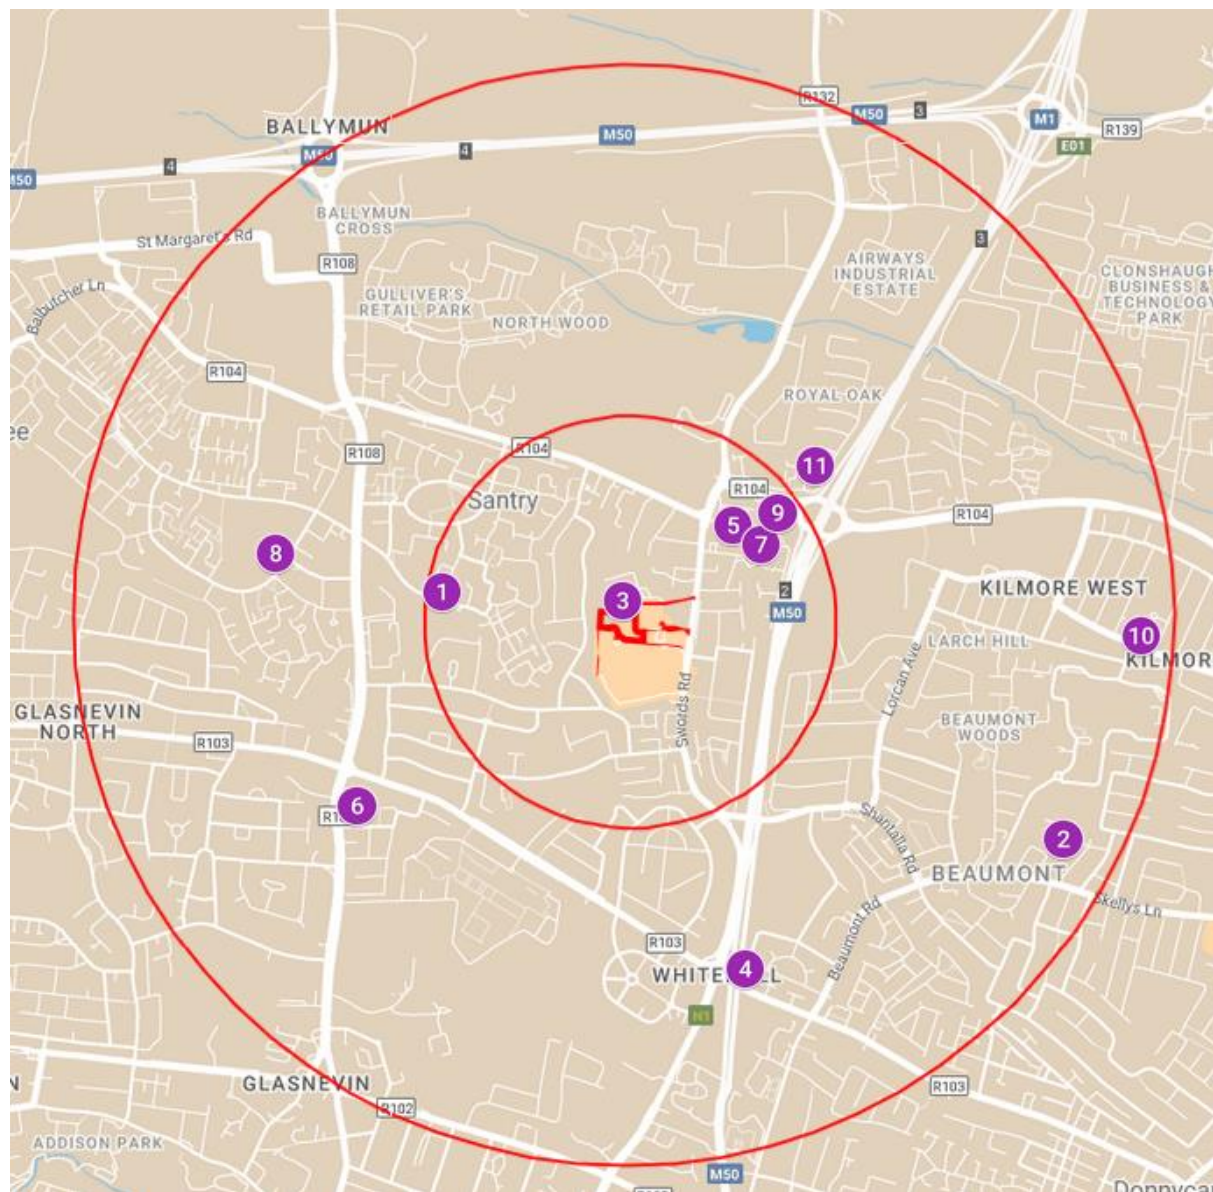 R132
M50
3
M1
R139
BALLYMUN
M50
E01
4
M50
4
BALLYMUN
CROSS
St Margaret's Rd
3
R108
AIRWAYS
INDUSTRIAL
ESTATE
CLONSHAUGH
BUSINESS &
TECHNOLOGY
PARK
Balbutcher Ln
GULLIVER'S
RETAIL PARK
NORTH WOOD
R104
ROYAL OAK
R104
R108
11
Santry
R104
9
5
7
R104
8
1
3
2
M50
KILMORE WEST
10
LARCH HILL
Lorcan Ave
Swords Rd
GLASNEVIN
NORTH
R103
BEAUMONT
WOODS
6
Shantalla Rd
2
BEAUMONT
Skellys Ln
Beaumont Rd
R103
4
N1
GLASNEVIN
R103
R102
ADDISON PARK
M50